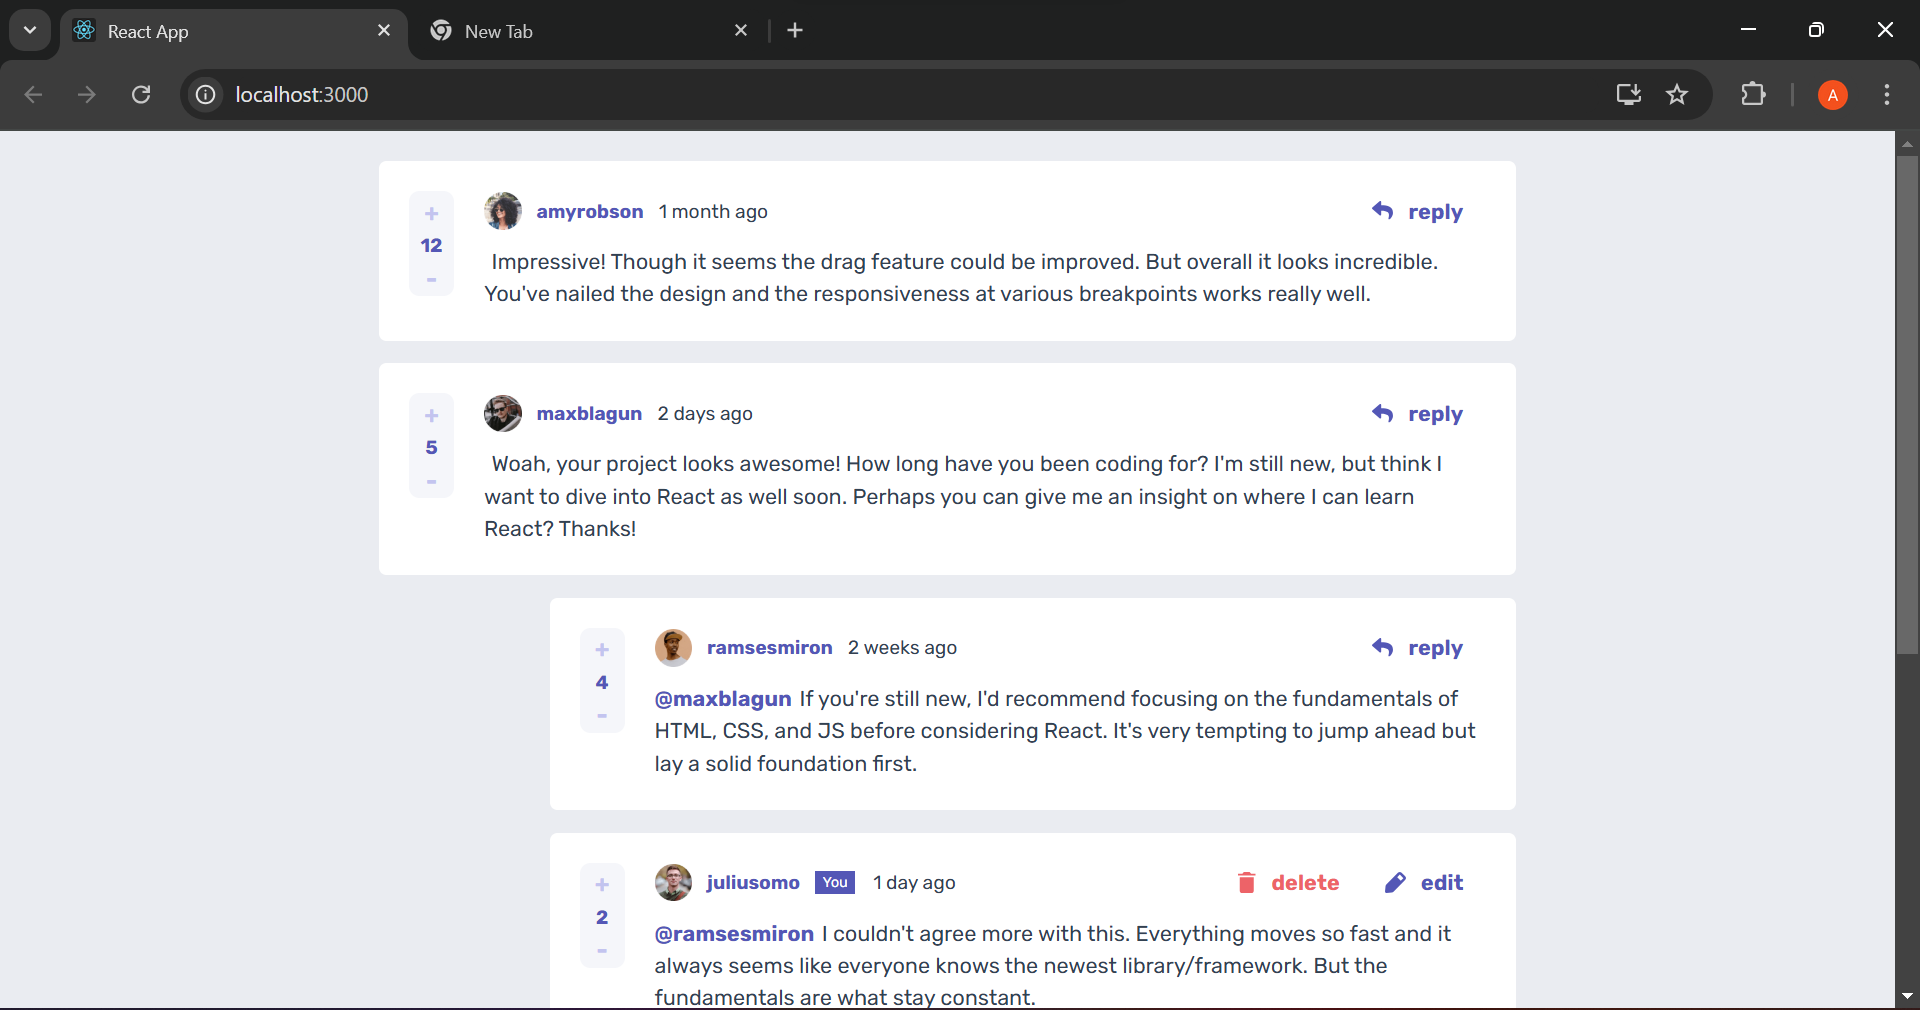 React App
New Tab
localhost:3000
A
+
12
-
amyrobson 1 month ago
reply
Impressive! Though it seems the drag feature could be improved. But overall it looks incredible.
You've nailed the design and the responsiveness at various breakpoints works really well.
+
5
-
maxblagun 2 days ago
reply
Woah, your project looks awesome! How long have you been coding for? I'm still new, but think I
want to dive into React as well soon. Perhaps you can give me an insight on where I can learn
React? Thanks!
+
4
-
ramsesmiron 2 weeks ago
reply
@maxblagun If you're still new, I'd recommend focusing on the fundamentals of
HTML, CSS, and JS before considering React. It's very tempting to jump ahead but
lay a solid foundation first.
+
2
-
juliusomo You 1 day ago
delete
edit
@ramsesmiron I couldn't agree more with this. Everything moves so fast and it
always seems like everyone knows the newest library/framework. But the
fundamentals are what stay constant.